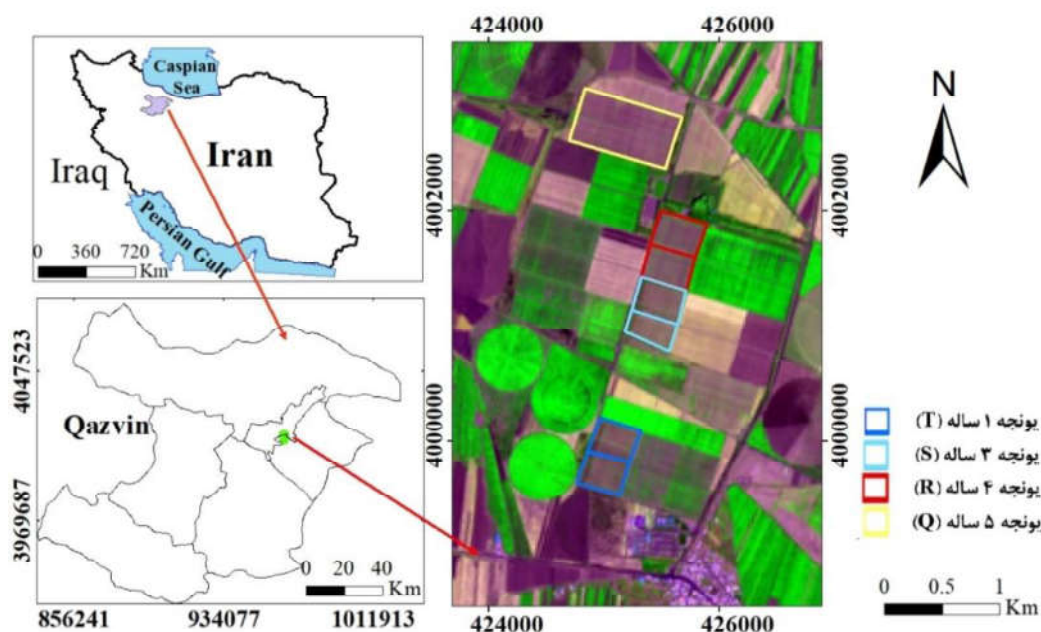 Caspian
Sea
Iran
Iraq
Persian Gulf
0 360 720
Km
4047523
3969687
Qazvin
0 20 40
Km
856241 934077 1011913
424000 426000
4002000
4000000
4002000
4000000
424000 426000
N
یونجه ۱ ساله (T)
یونجه ۳ ساله (S)
یونجه ۴ ساله (R)
یونجه ۵ ساله (Q)
0 0.5 1
Km